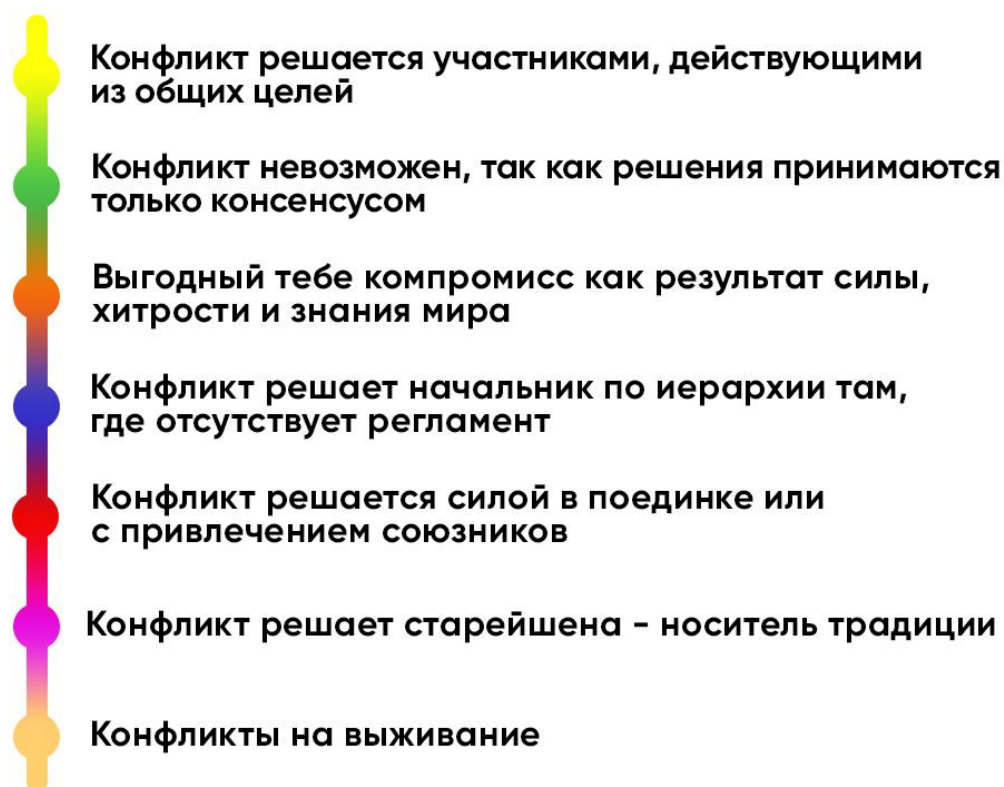 Конфликт решается участниками, действующими
из общих целей
Конфликт невозможен, так как решения принимаются
только консенсусом
Выгодный тебе компромисс как результат силы,
хитрости и знания мира
Конфликт решает начальник по иерархии там,
где отсутствует регламент
Конфликт решается силой в поединке или
с привлечением союзников
Конфликт решает старейшена - носитель традиции
Конфликты на выживание